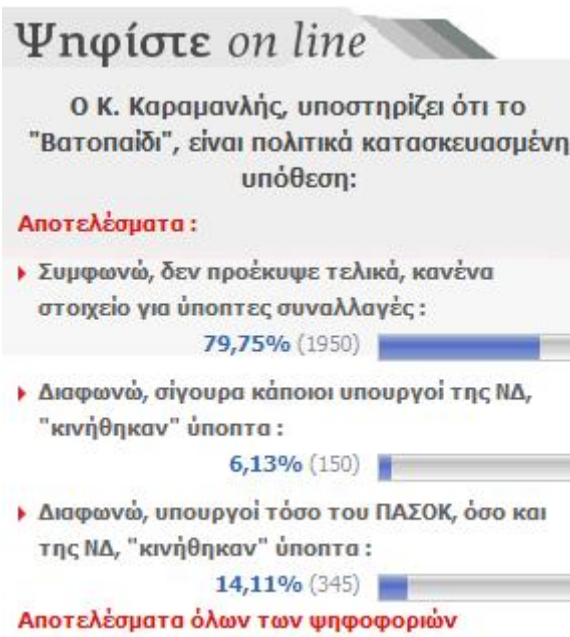 Ψηφίστε on line
Ο Κ. Καραμανλής, υποστηρίζει ότι το
"Βατοπαίδι", είναι πολιτικά κατασκευασμένη
υπόθεση:
Αποτελέσματα :
Συμφωνώ, δεν προέκυψε τελικά, κανένα
στοιχείο για ύποπτες συναλλαγές :
79,75% (1950)
Διαφωνώ, σίγουρα κάποιοι υπουργοί της ΝΔ,
"κινήθηκαν" ύποπτα :
6,13% (150)
Διαφωνώ, υπουργοί τόσο του ΠΑΣΟΚ, όσο και
της ΝΔ, "κινήθηκαν" ύποπτα :
14,11% (345)
Αποτελέσματα όλων των ψηφοφοριών